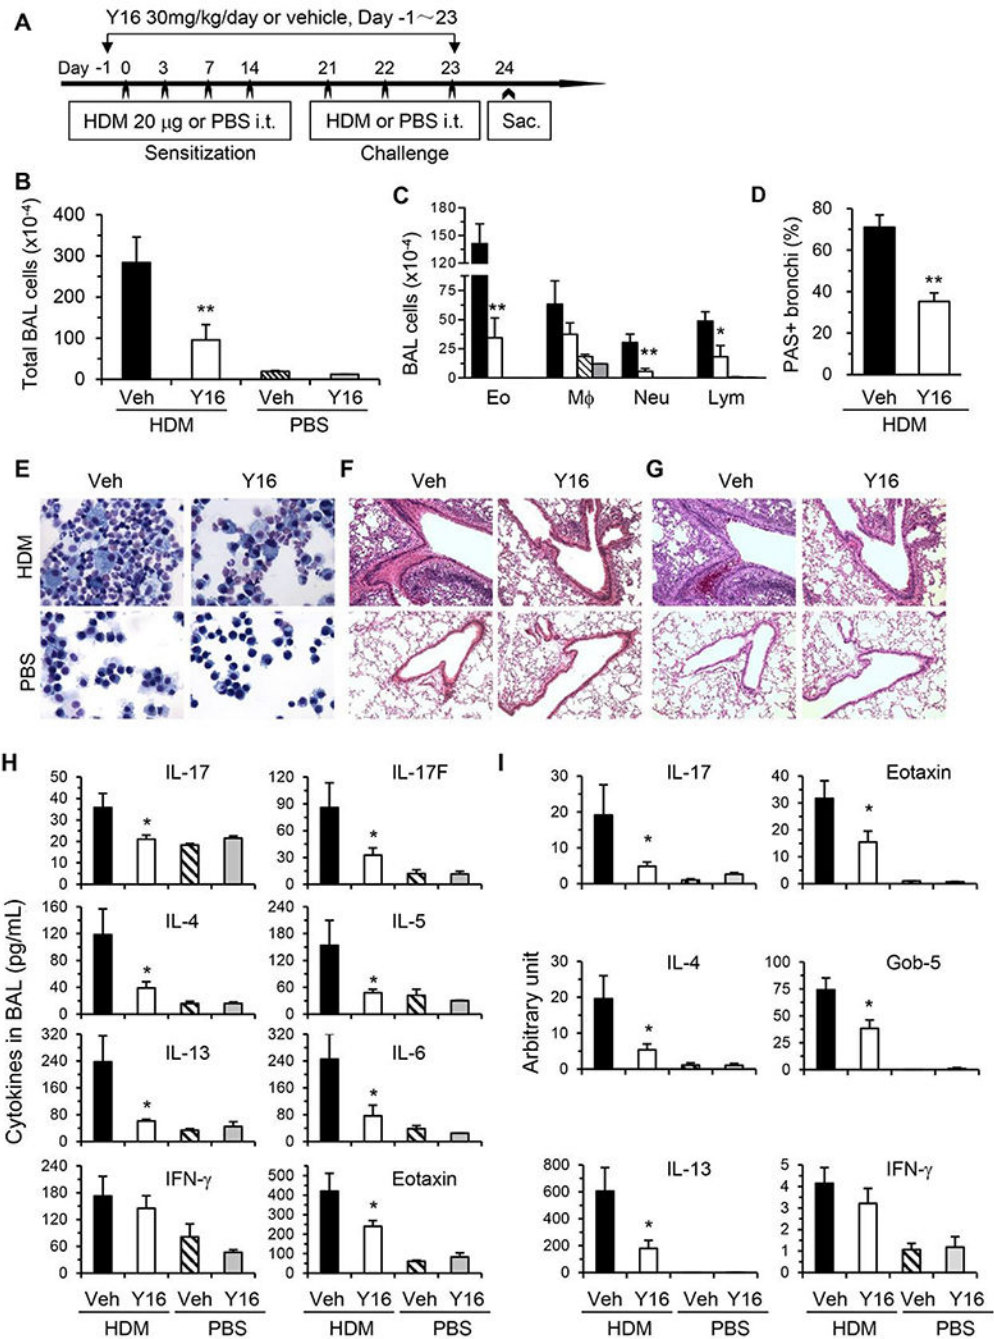 A
Y16 30mg/kg/day or vehicle, Day -1~23
Day -1 0 3 7 14 21 22 23 24
HDM 20 μg or PBS i.t.
HDM or PBS i.t.
Sac.
Sensitization
Challenge
B
Total BAL cells (x10-4)
400
300
200
100
0
**
Veh Y16 Veh Y16
HDM PBS
C
BAL cells (x10-4)
180
150
120
75
50
25
0
**
**
*
Eo Mϕ Neu Lym
D
PAS+ bronchi (%)
80
60
40
20
0
**
Veh Y16
HDM
E
Veh Y16
HDM
PBS
F
Veh Y16
G
Veh Y16
H
Cytokines in BAL (pg/mL)
IL-17
50
40
30
20
10
0
*
IL-17F
120
90
60
30
0
*
IL-4
160
120
80
40
0
*
IL-5
240
180
120
60
0
*
IL-13
320
240
160
80
0
*
IL-6
320
240
160
80
0
*
IFN-γ
240
180
120
60
0
Eotaxin
500
400
300
200
100
0
*
Veh Y16 Veh Y16
HDM PBS
Veh Y16 Veh Y16
HDM PBS
I
Arbitrary unit
IL-17
30
20
10
0
*
Eotaxin
40
30
20
10
0
*
IL-4
30
20
10
0
*
Gob-5
100
75
50
25
0
*
IL-13
800
600
400
200
0
*
IFN-γ
5
4
3
2
1
0
Veh Y16 Veh Y16
HDM PBS
Veh Y16 Veh Y16
HDM PBS